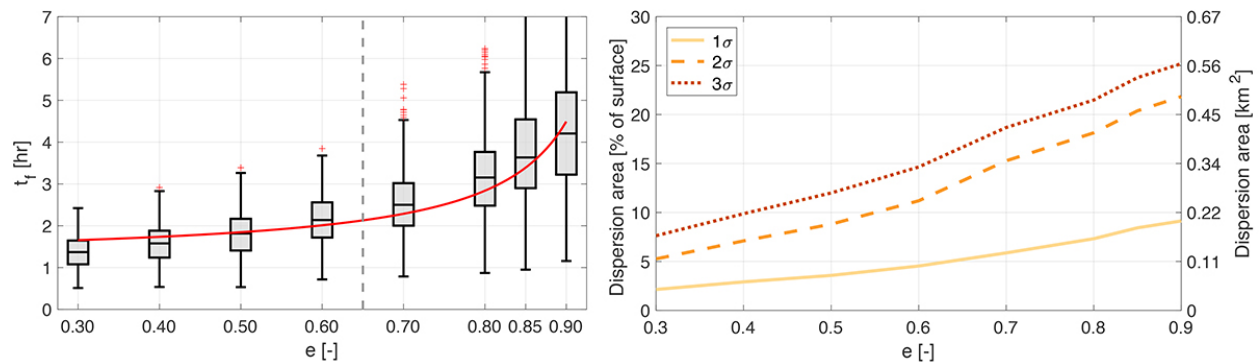 7
6
5
4
3
2
1
0
t_f [hr]
0.30 0.40 0.50 0.60 0.70 0.80 0.85 0.90
e [-]
30
25
20
15
10
5
0
Dispersion area [% of surface]
1σ
2σ
3σ
0.67
0.56
0.45
0.34
0.22
0.11
0
Dispersion area [km²]
0.3 0.4 0.5 0.6 0.7 0.8 0.9
e [-]